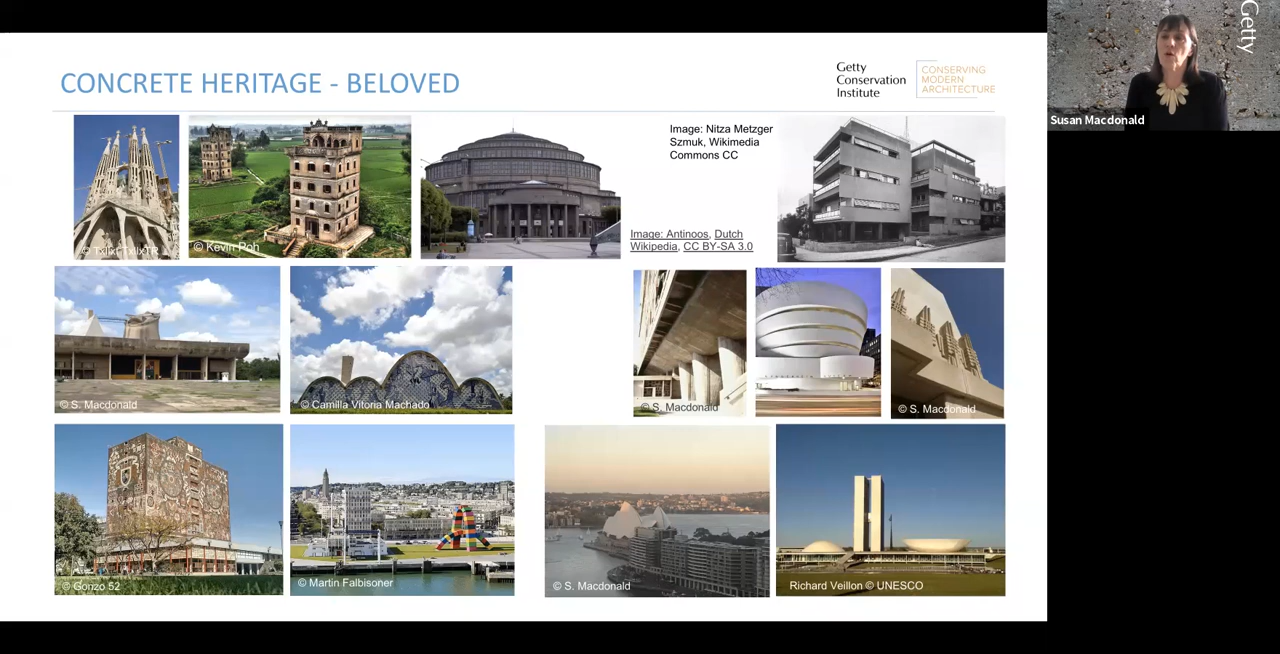 CONCRETE HERITAGE - BELOVED
Getty
Conservation
Institute
CONSERVING
MODERN
ARCHITECTURE
Getty
Susan Macdonald
© Kevin Poh
Image: Nitza Metzger
Szmuk, Wikimedia
Commons CC
Image: Antinoos, Dutch
Wikipedia, CC BY-SA 3.0
© S. Macdonald
© Camilla Vitoria Machado
© S. Macdonald
© S. Macdonald
© Gonzo 52
© Martin Falbisoner
© S. Macdonald
Richard Veillon © UNESCO